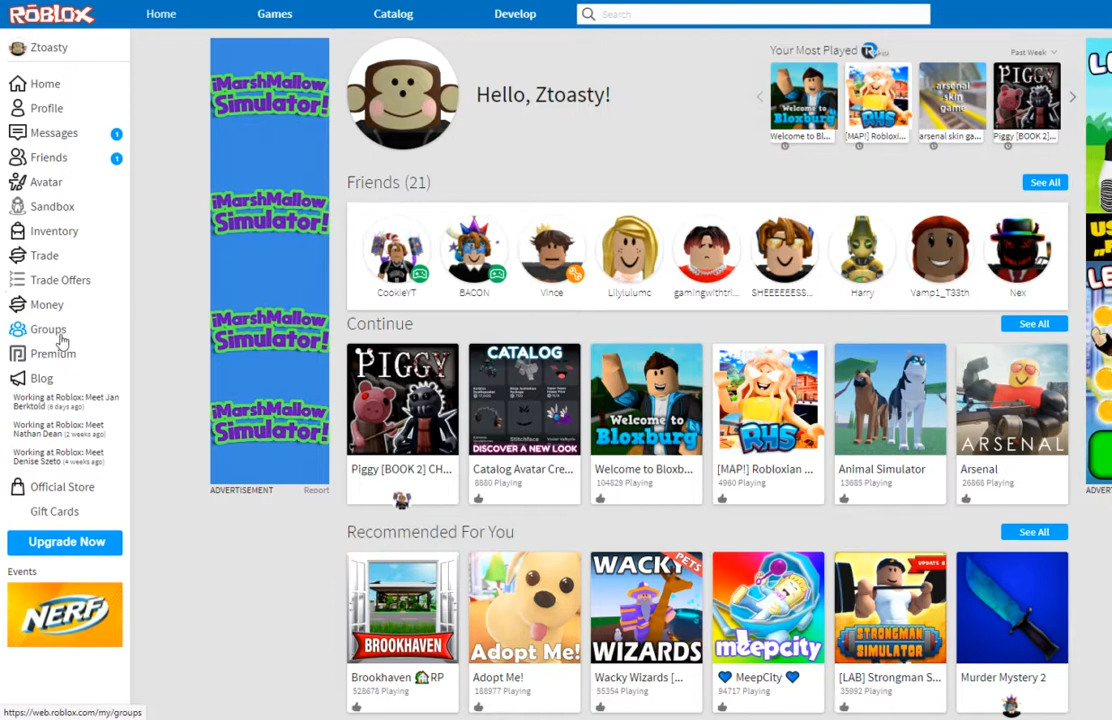 ROBLOX
Home
Games
Catalog
Develop
Search
Ztoasty
Home
Profile
Messages 1
Friends 1
Avatar
Sandbox
Inventory
Trade
Trade Offers
Money
Groups
Premium
Blog
Working at Roblox: Meet Jan
Berktold (6 days ago)
Working at Roblox: Meet
Nathan Dean (2 weeks ago)
Working at Roblox: Meet
Denise Szeto (4 weeks ago)
Official Store
Gift Cards
Upgrade Now
Events
NERF
iMarshMallow
Simulator!
iMarshMallow
Simulator!
iMarshMallow
Simulator!
iMarshMallow
Simulator!
ADVERTISEMENT
Report
Hello, Ztoasty!
Your Most Played
Past Week
Welcome to
Bloxburg
arsenal
skin
game
PIGGY
Welcome to Bl...
[MAP!] Robloxi...
arsenal skin ga...
Piggy [BOOK 2]...
Friends (21)
See All
CookieYT
BACON
Vince
Lilylulumc
gamingwithtri...
SHEEEEEESS...
Harry
Vamp1_T33th
Nex
Continue
See All
PIGGY
CATALOG
Stitchface
DISCOVER A NEW LOOK
Welcome to
Bloxburg
RHS
ARSENAL
Piggy [BOOK 2] CH...
Catalog Avatar Cre...
Welcome to Bloxb...
[MAP!] Robloxian ...
Animal Simulator
Arsenal
8880 Playing
104829 Playing
4960 Playing
13685 Playing
26868 Playing
Recommended For You
See All
BROOKHAVEN
Adopt Me!
WACKY
WIZARDS
PETS
meepcity
STRONGMAN
SIMULATOR
Brookhaven RP
Adopt Me!
Wacky Wizards [...
MeepCity
[LAB] Strongman S...
Murder Mystery 2
528678 Playing
188977 Playing
55354 Playing
94717 Playing
35992 Playing
ADVER
https://web.roblox.com/my/groups